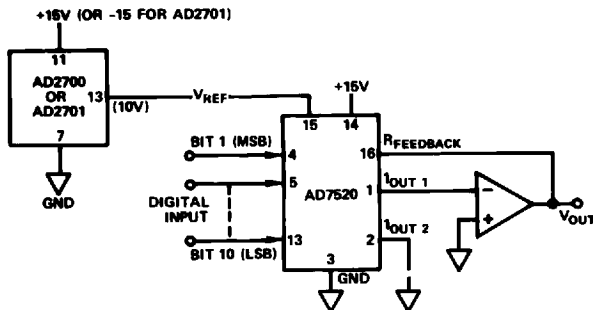 +15V (OR -15 FOR AD2701)
11
AD2700
OR
AD2701
13
(10V)
7
GND
VREF
+15V
15
14
BIT 1 (MSB)
4
5
DIGITAL
INPUT
BIT 10 (LSB)
13
AD7520
16
RFEEDBACK
1
IOUT 1
2
IOUT 2
3
GND
-
+
VOUT